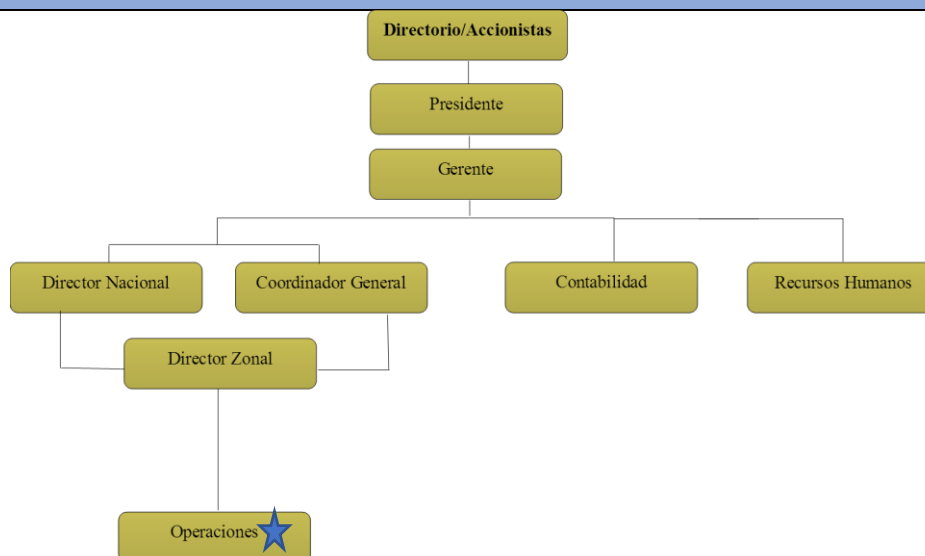 Directorio/Accionistas
Presidente
Gerente
Director Nacional
Coordinador General
Contabilidad
Recursos Humanos
Director Zonal
Operaciones